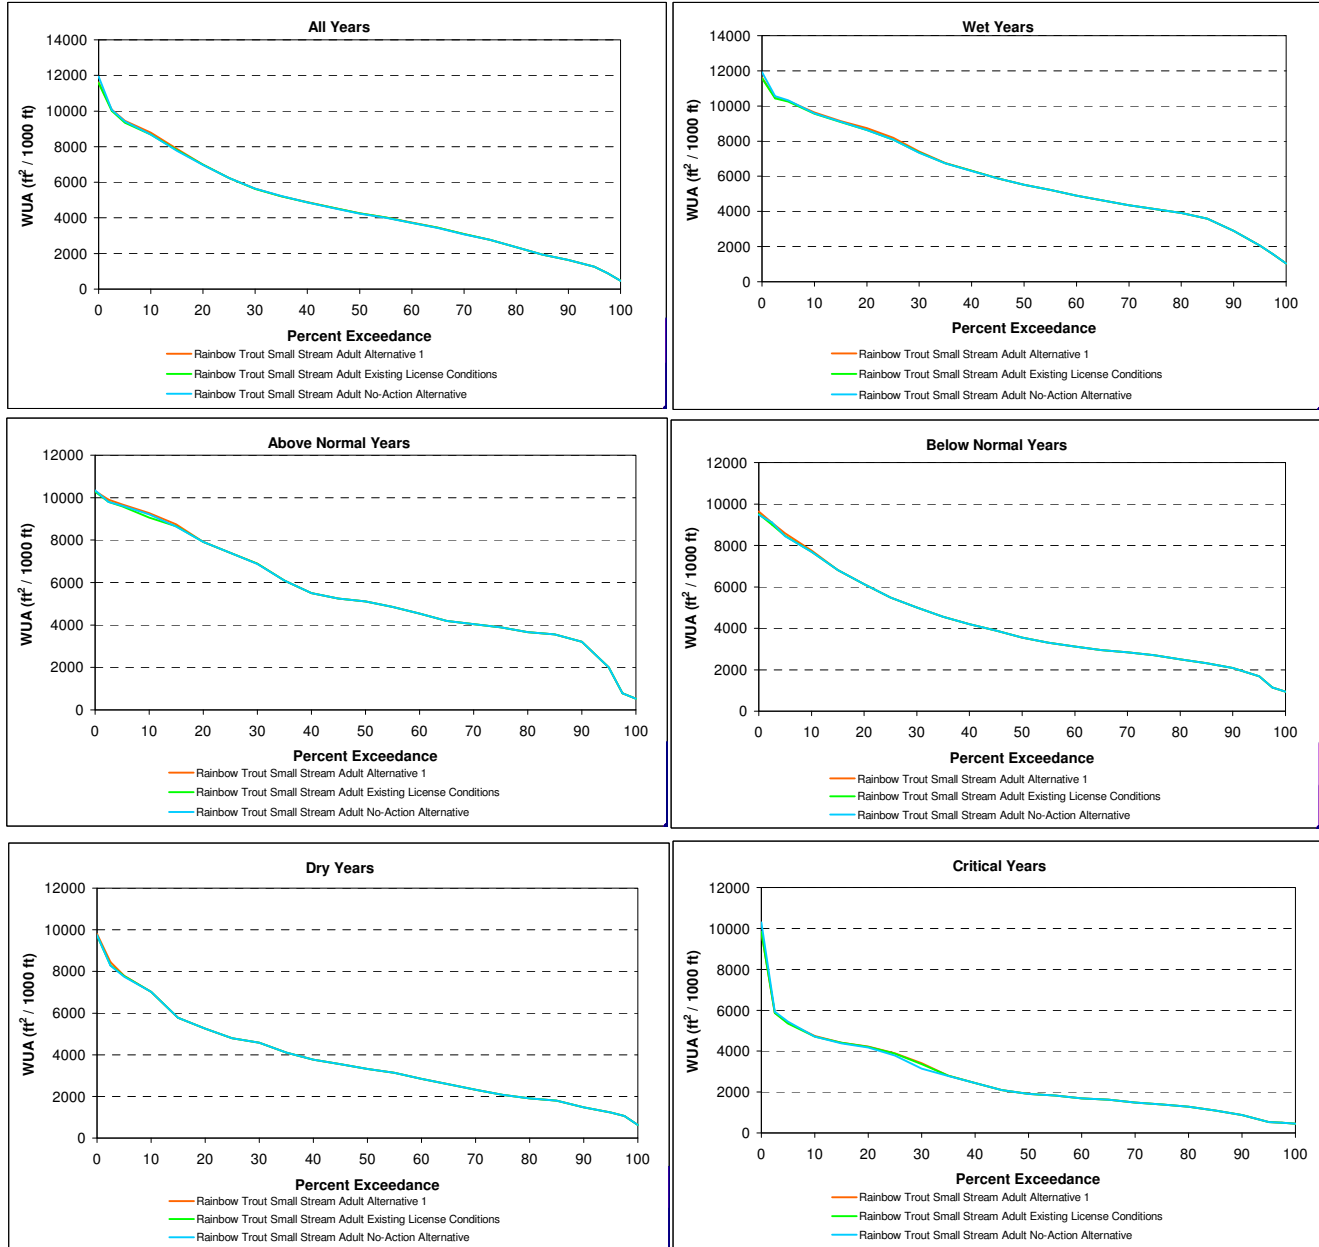 All Years
14000
12000
10000
8000
6000
4000
2000
0
WUA (ft² / 1000 ft)
0 10 20 30 40 50 60 70 80 90 100
Percent Exceedance
Rainbow Trout Small Stream Adult Alternative 1
Rainbow Trout Small Stream Adult Existing License Conditions
Rainbow Trout Small Stream Adult No-Action Alternative
Wet Years
14000
12000
10000
8000
6000
4000
2000
0
WUA (ft² / 1000 ft)
0 10 20 30 40 50 60 70 80 90 100
Percent Exceedance
Rainbow Trout Small Stream Adult Alternative 1
Rainbow Trout Small Stream Adult Existing License Conditions
Rainbow Trout Small Stream Adult No-Action Alternative
Above Normal Years
12000
10000
8000
6000
4000
2000
0
WUA (ft² / 1000 ft)
0 10 20 30 40 50 60 70 80 90 100
Percent Exceedance
Rainbow Trout Small Stream Adult Alternative 1
Rainbow Trout Small Stream Adult Existing License Conditions
Rainbow Trout Small Stream Adult No-Action Alternative
Below Normal Years
12000
10000
8000
6000
4000
2000
0
WUA (ft² / 1000 ft)
0 10 20 30 40 50 60 70 80 90 100
Percent Exceedance
Rainbow Trout Small Stream Adult Alternative 1
Rainbow Trout Small Stream Adult Existing License Conditions
Rainbow Trout Small Stream Adult No-Action Alternative
Dry Years
12000
10000
8000
6000
4000
2000
0
WUA (ft² / 1000 ft)
0 10 20 30 40 50 60 70 80 90 100
Percent Exceedance
Rainbow Trout Small Stream Adult Alternative 1
Rainbow Trout Small Stream Adult Existing License Conditions
Rainbow Trout Small Stream Adult No-Action Alternative
Critical Years
12000
10000
8000
6000
4000
2000
0
WUA (ft² / 1000 ft)
0 10 20 30 40 50 60 70 80 90 100
Percent Exceedance
Rainbow Trout Small Stream Adult Alternative 1
Rainbow Trout Small Stream Adult Existing License Conditions
Rainbow Trout Small Stream Adult No-Action Alternative